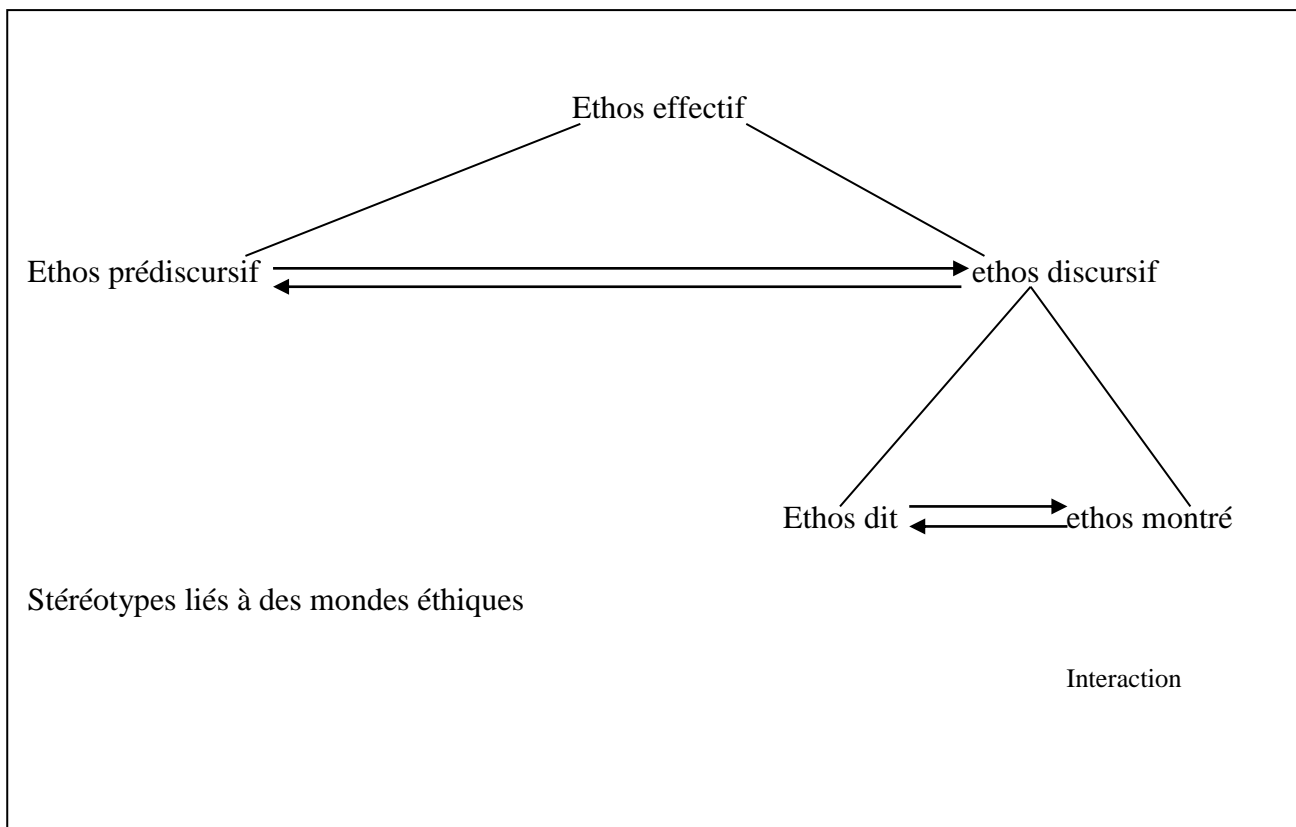 Ethos effectif
Ethos prédiscursif ethos discursif
Ethos dit ethos montré
Stéréotypes liés à des mondes éthiques
Interaction